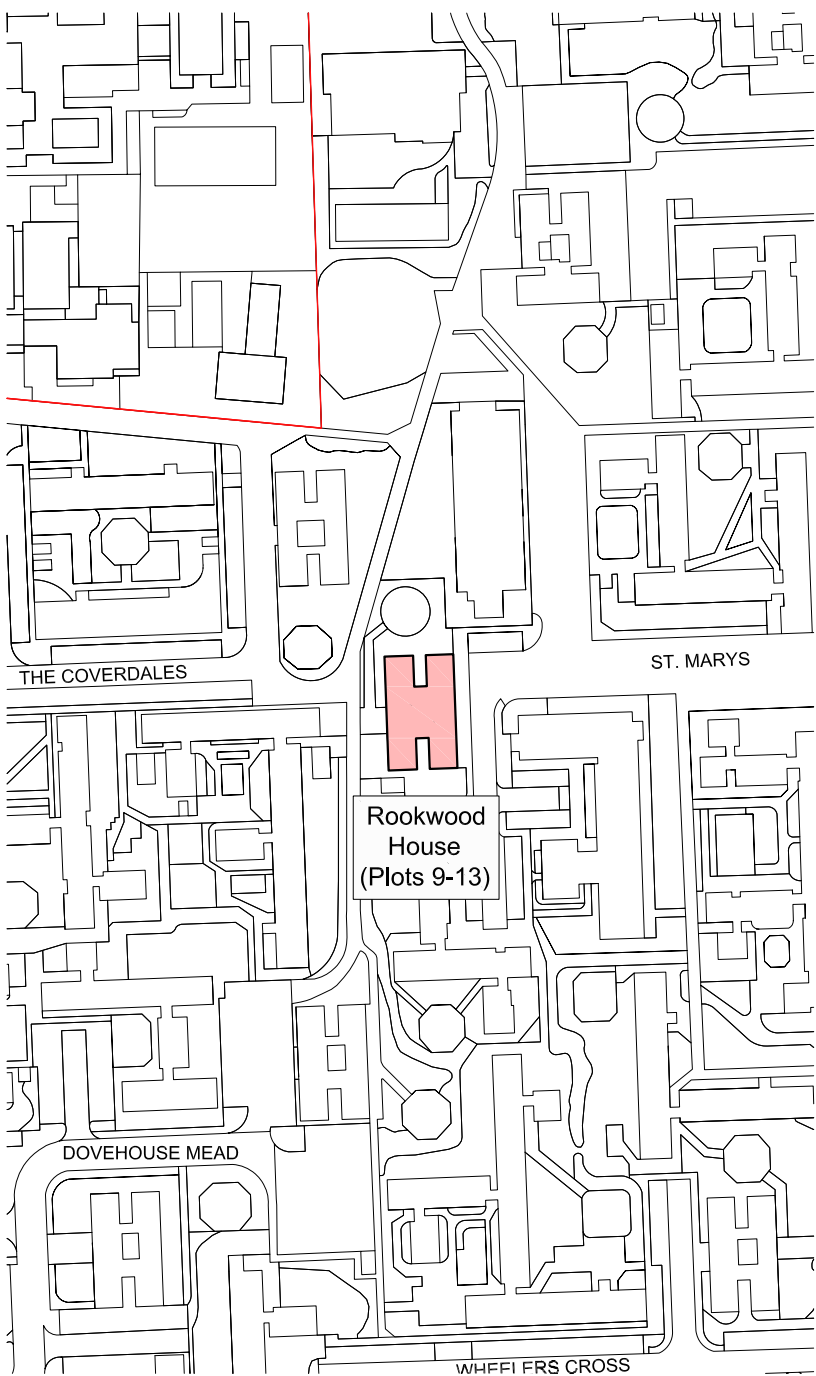 THE COVERDALES
ST. MARYS
Rookwood
House
(Plots 9-13)
DOVEHOUSE MEAD
WHEELERS CROSS